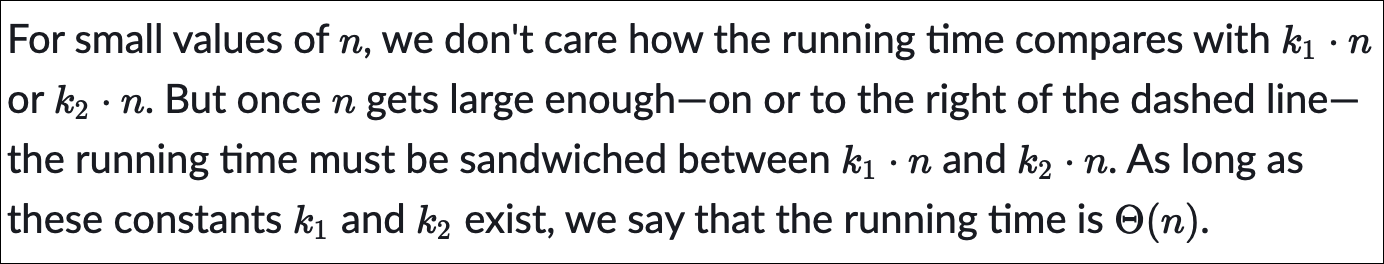 For small values of n, we don't care how the running time compares with k₁ · n
or k₂ · n. But once n gets large enough—on or to the right of the dashed line—
the running time must be sandwiched between k₁ · n and k₂ · n. As long as
these constants k₁ and k₂ exist, we say that the running time is Θ(n).